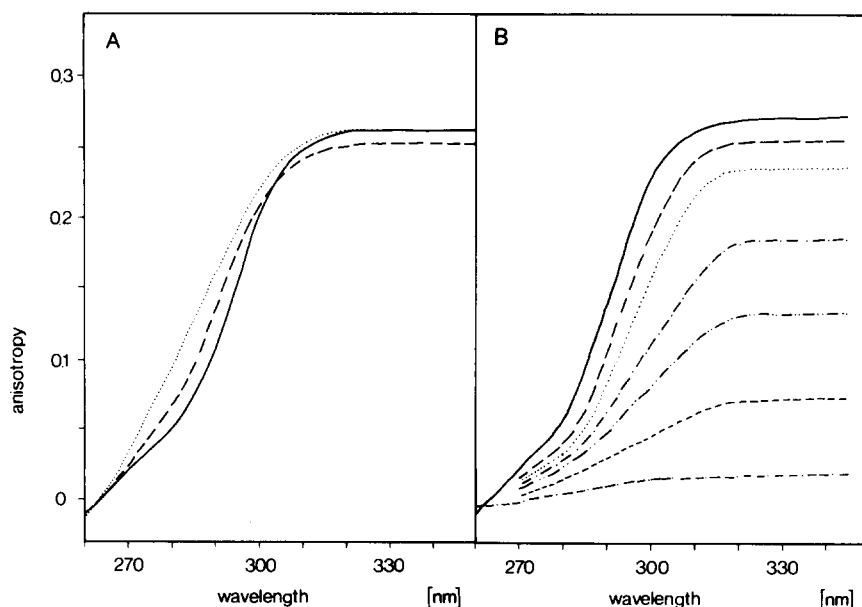 A
B
0,3
0,2
0,1
0
anisotropy
270
300
330
270
300
330
wavelength
[nm]
wavelength
[nm]